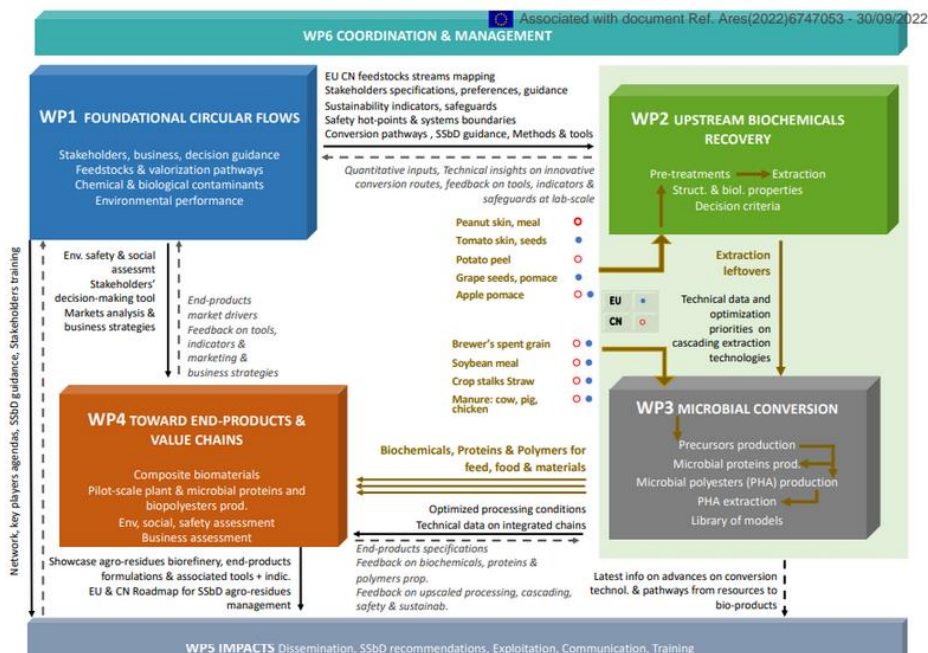 Associated with document Ref. Ares(2022)6747053 - 30/09/2022
WP6 COORDINATION & MANAGEMENT
WP1 FOUNDATIONAL CIRCULAR FLOWS
Stakeholders, business, decision guidance
Feedstocks & valorization pathways
Chemical & biological contaminants
Environmental performance
EU CN feedstocks streams mapping
Stakeholders specifications, preferences, guidance
Sustainability indicators, safeguards
Safety hot-points & systems boundaries
Conversion pathways , SSbD guidance, Methods & tools
Quantitative inputs, Technical insights on innovative
conversion routes, feedback on tools, indicators &
safeguards at lab-scale
WP2 UPSTREAM BIOCHEMICALS
RECOVERY
Pre-treatments
Extraction
Struct. & biol. properties
Decision criteria
Peanut skin, meal
Tomato skin, seeds
Potato peel
Grape seeds, pomace
Apple pomace
EU
CN
Brewer's spent grain
Soybean meal
Crop stalks Straw
Manure: cow, pig,
chicken
Extraction
leftovers
Technical data and
optimization
priorities on
cascading extraction
technologies
Network, key players agendas, SSbD guidance, Stakeholders training
Env. safety & social
assessmt
Stakeholders'
decision-making tool
Markets analysis &
business strategies
End-products
market drivers
Feedback on tools,
indicators &
marketing &
business strategies
WP4 TOWARD END-PRODUCTS &
VALUE CHAINS
Composite biomaterials
Pilot-scale plant & microbial proteins and
biopolyesters prod.
Env, social, safety assessment
Business assessment
Biochemicals, Proteins & Polymers for
feed, food & materials
Optimized processing conditions
Technical data on integrated chains
End-products specifications
Feedback on biochemicals, proteins &
polymers prop.
Feedback on upscaled processing, cascading,
safety & sustainab.
WP3 MICROBIAL CONVERSION
Precursors production
Microbial proteins prod.
Microbial polyesters (PHA) production
PHA extraction
Library of models
Showcase agro-residues biorefinery, end-products
formulations & associated tools + indic.
EU & CN Roadmap for SSbD agro-residues
management
Latest info on advances on conversion
technol. & pathways from resources to
bio-products
WP5 IMPACTS Dissemination, SSbD recommendations, Exploitation, Communication, Training